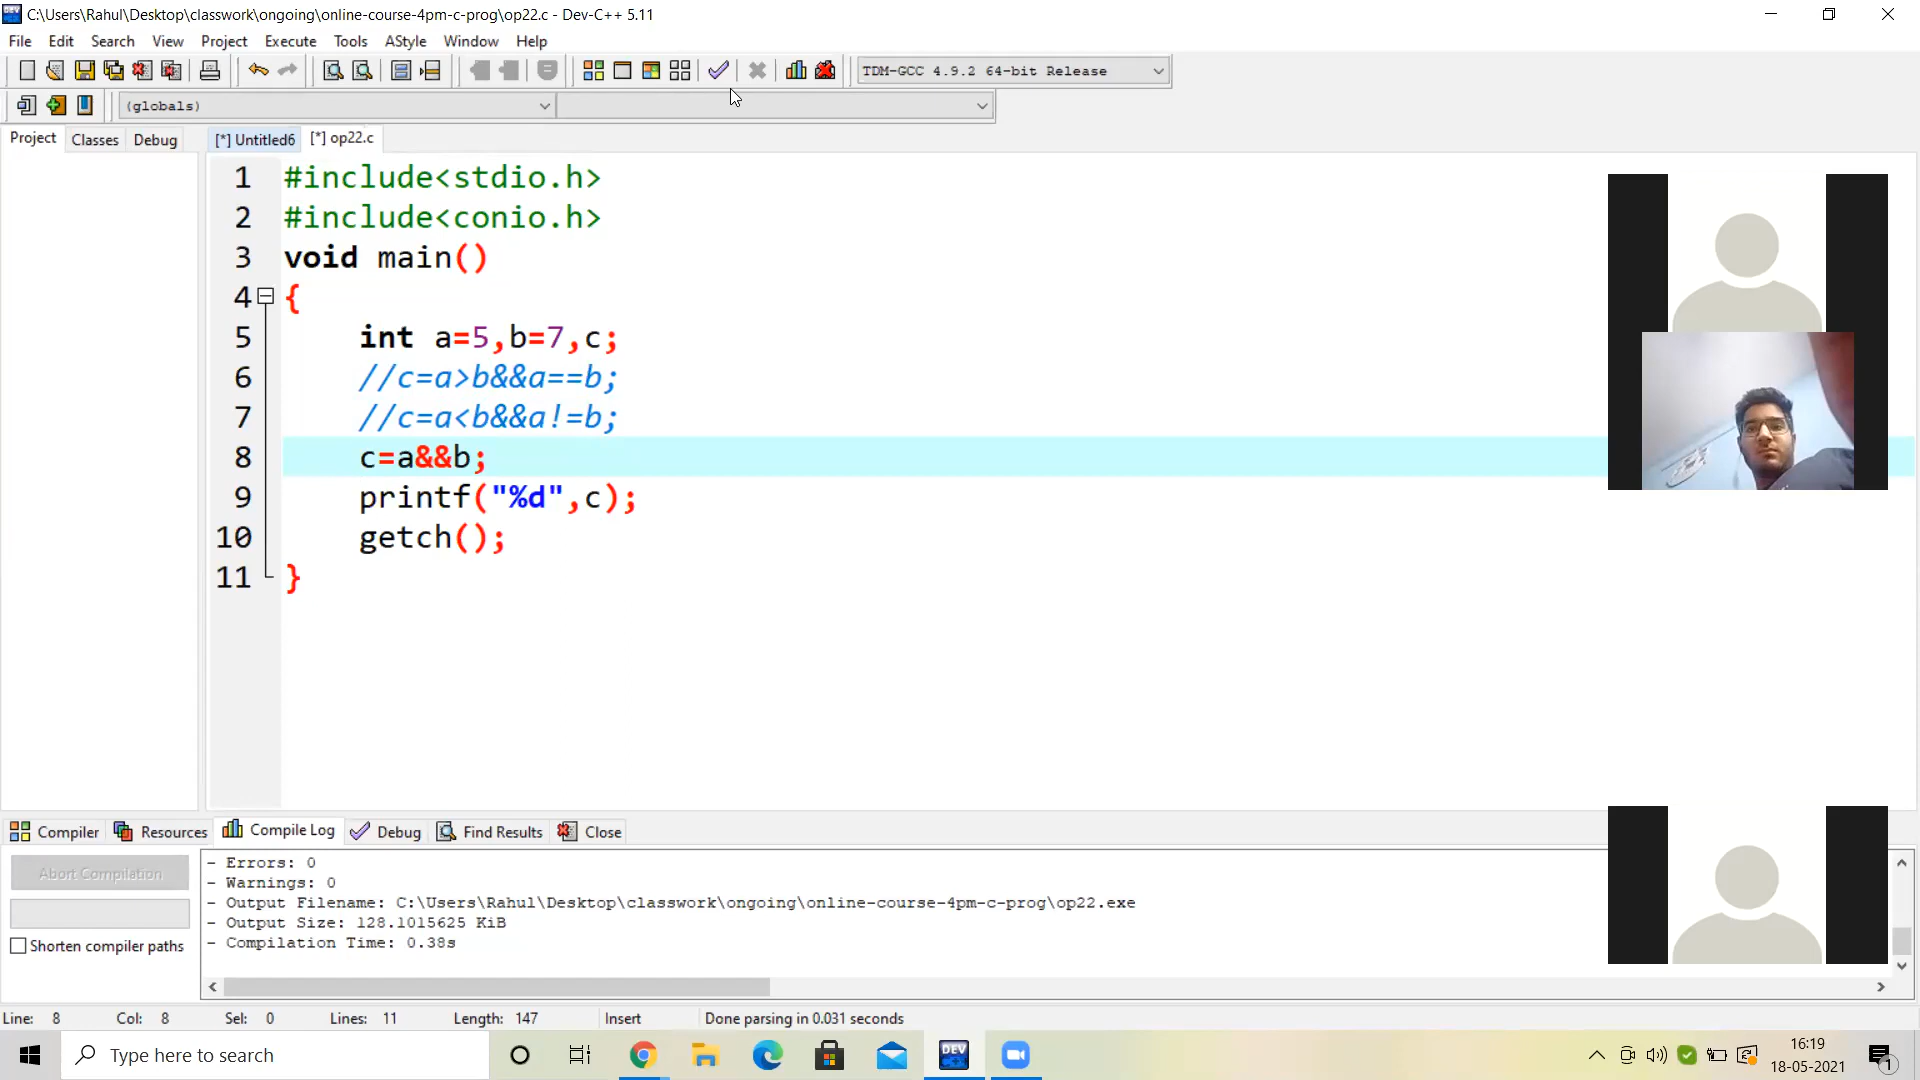 C:\Users\Rahul\Desktop\classwork\ongoing\online-course-4pm-c-prog\op22.c - Dev-C++ 5.11
File Edit Search View Project Execute Tools AStyle Window Help
TDM-GCC 4.9.2 64-bit Release
(globals)
Project Classes Debug [*] Untitled6 [*] op22.c
1 #include<stdio.h>
2 #include<conio.h>
3 void main()
4 {
5 int a=5,b=7,c;
6 //c=a>b&&a==b;
7 //c=a<b&&a!=b;
8 c=a&&b;
9 printf("%d",c);
10 getch();
11 }
Compiler Resources Compile Log Debug Find Results Close
Abort Compilation
Shorten compiler paths
- Errors: 0
- Warnings: 0
- Output Filename: C:\Users\Rahul\Desktop\classwork\ongoing\online-course-4pm-c-prog\op22.exe
- Output Size: 128.1015625 KiB
- Compilation Time: 0.38s
Line: 8 Col: 8 Sel: 0 Lines: 11 Length: 147 Insert Done parsing in 0.031 seconds
Type here to search
DEV
16:19
18-05-2021
1